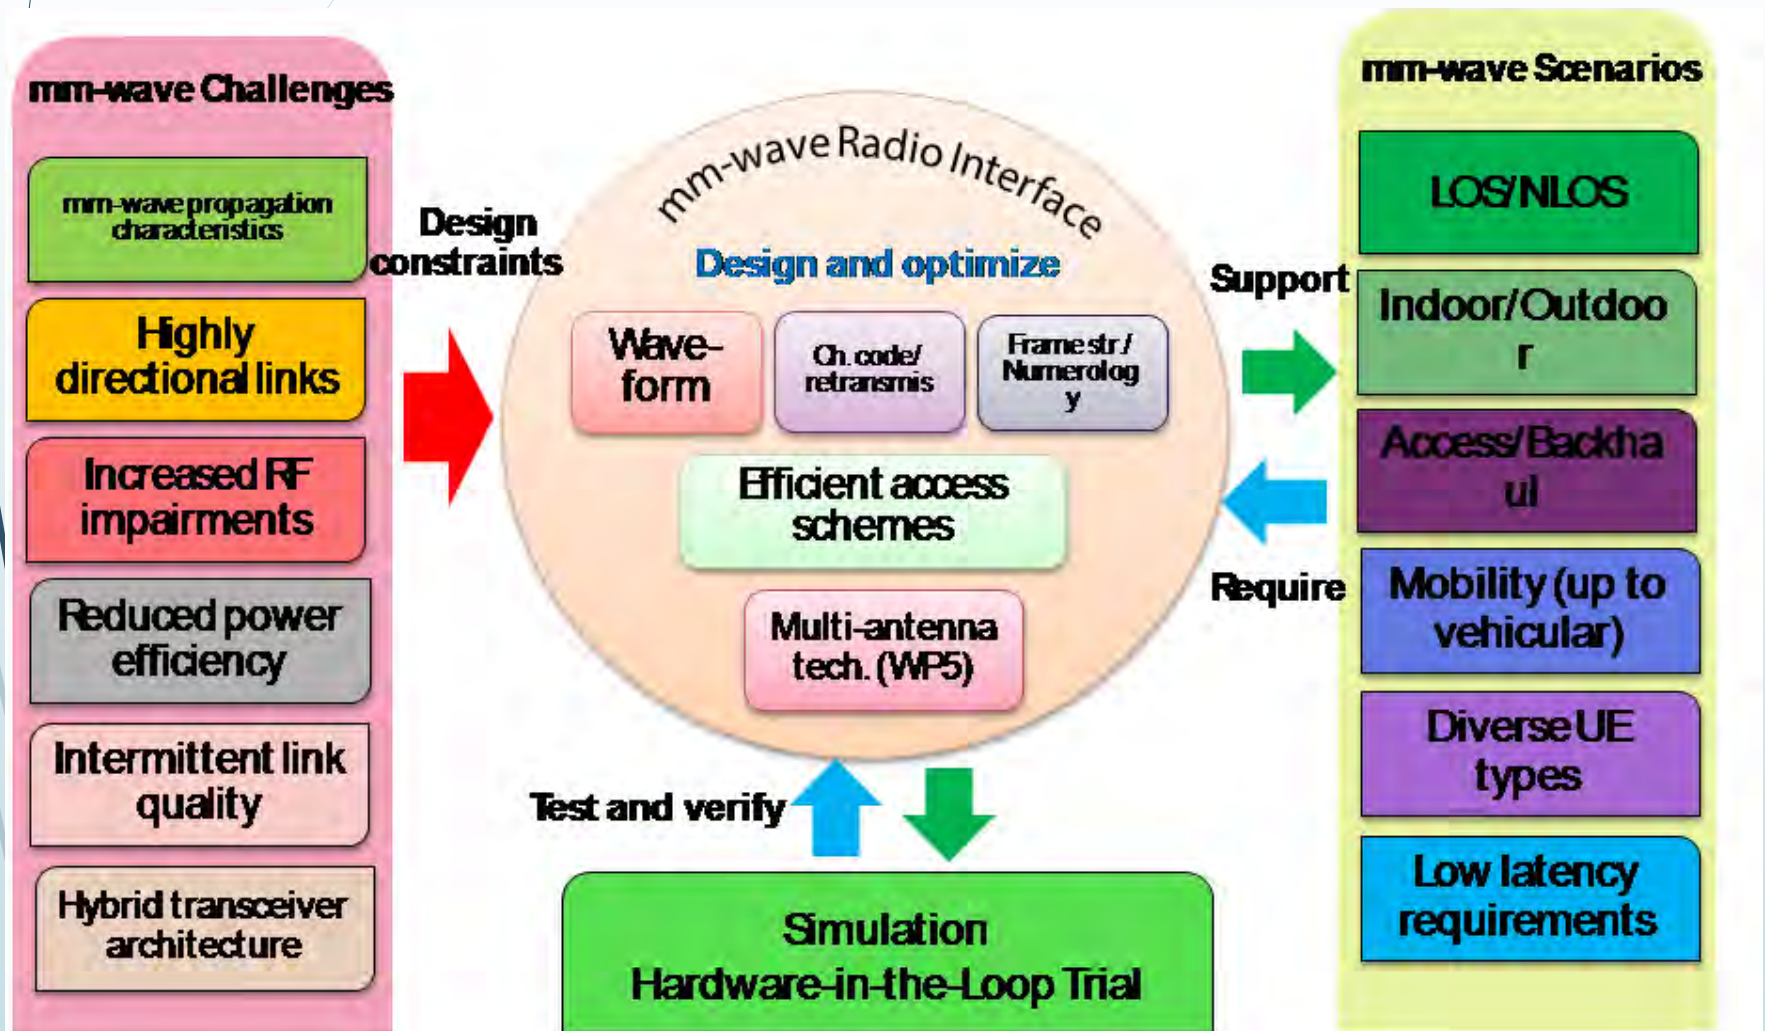 mm-wave Challenges
mm-wave propagation
characteristics
Highly
directional links
Increased RF
impairments
Reduced power
efficiency
Intermittent link
quality
Hybrid transceiver
architecture
Design
constraints
mm-wave Radio Interface
Design and optimize
Wave-
form
Ch. code/
retransmis
Frame str./
Numerolog
y
Efficient access
schemes
Multi-antenna
tech. (WP5)
Test and verify
Simulation
Hardware-in-the-Loop Trial
Support
Require
mm-wave Scenarios
LOS/NLOS
Indoor/Outdoo
r
Access/Backha
ul
Mobility (up to
vehicular)
Diverse UE
types
Low latency
requirements